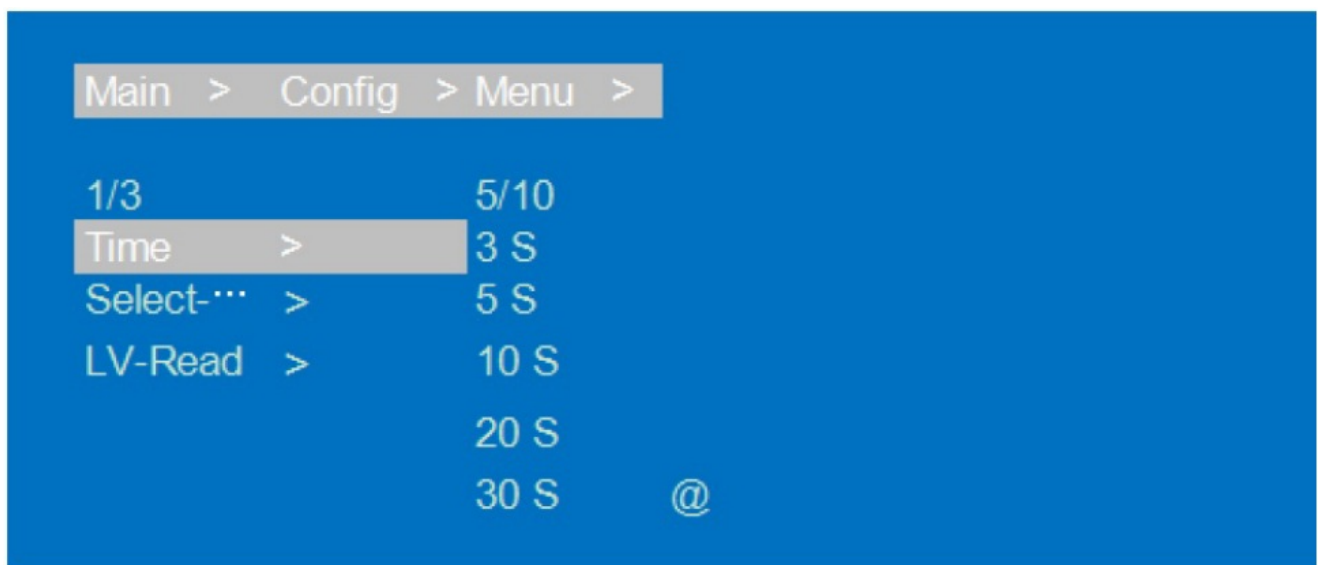 Main > Config > Menu >
1/3 5/10
Time > 3 S
Select-··· > 5 S
LV-Read > 10 S
20 S
30 S @